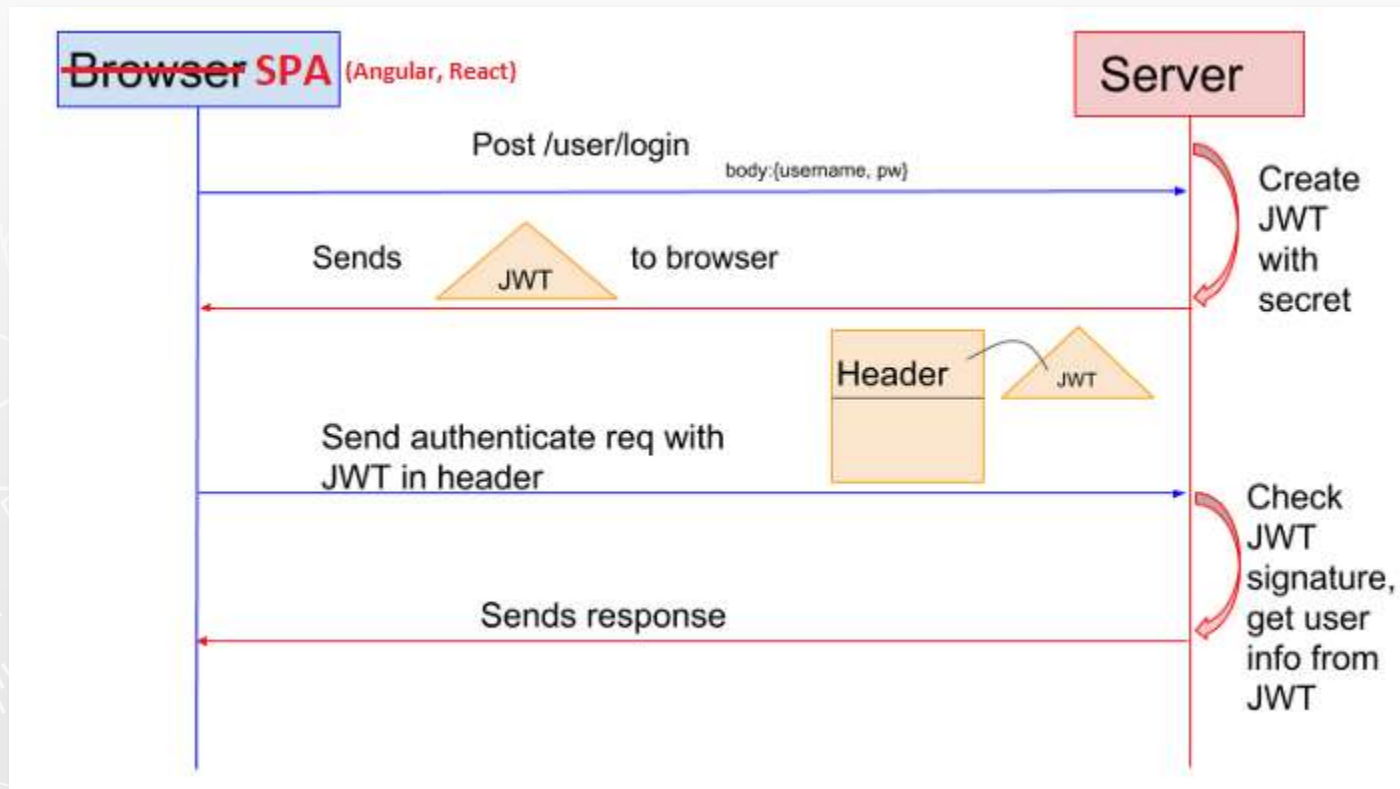 Browser SPA (Angular, React)
Server
Post /user/login
body:{username, pw}
Create
JWT
with
secret
Sends JWT to browser
Header JWT
Send authenticate req with
JWT in header
Check
JWT
signature,
get user
info from
JWT
Sends response